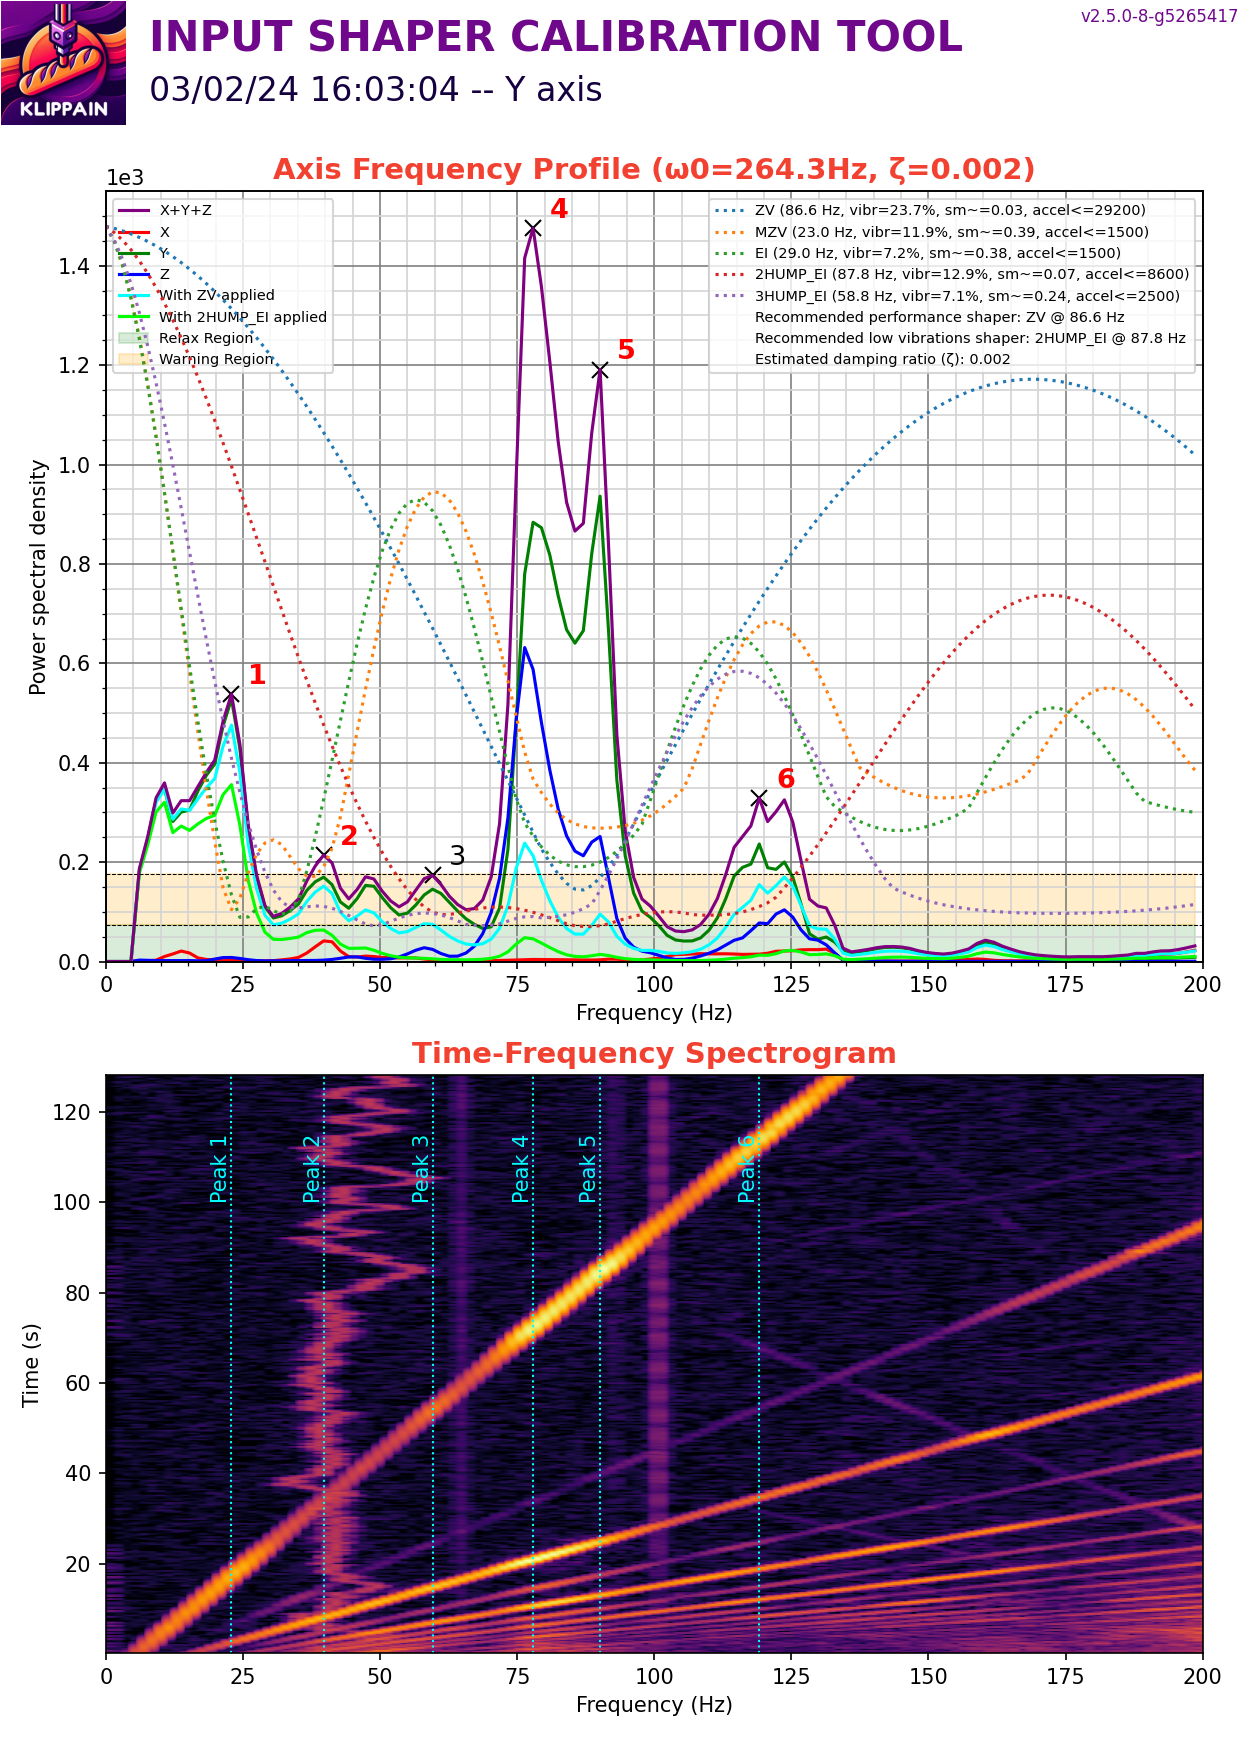 v2.5.0-8-g5265417
INPUT SHAPER CALIBRATION TOOL
03/02/24 16:03:04 -- Y axis
KLIPPAIN
Axis Frequency Profile (ω0=264.3Hz, ζ=0.002)
1e3
X+Y+Z
X
Y
Z
With ZV applied
With 2HUMP_EI applied
Relax Region
Warning Region
ZV (86.6 Hz, vibr=23.7%, sm~=0.03, accel<=29200)
MZV (23.0 Hz, vibr=11.9%, sm~=0.39, accel<=1500)
EI (29.0 Hz, vibr=7.2%, sm~=0.38, accel<=1500)
2HUMP_EI (87.8 Hz, vibr=12.9%, sm~=0.07, accel<=8600)
3HUMP_EI (58.8 Hz, vibr=7.1%, sm~=0.24, accel<=2500)
Recommended performance shaper: ZV @ 86.6 Hz
Recommended low vibrations shaper: 2HUMP_EI @ 87.8 Hz
Estimated damping ratio (ζ): 0.002
1
2
3
4
5
6
Power spectral density
1.4
1.2
1.0
0.8
0.6
0.4
0.2
0.0
0 25 50 75 100 125 150 175 200
Frequency (Hz)
Time-Frequency Spectrogram
Peak 1
Peak 2
Peak 3
Peak 4
Peak 5
Peak 6
Time (s)
120
100
80
60
40
20
0 25 50 75 100 125 150 175 200
Frequency (Hz)